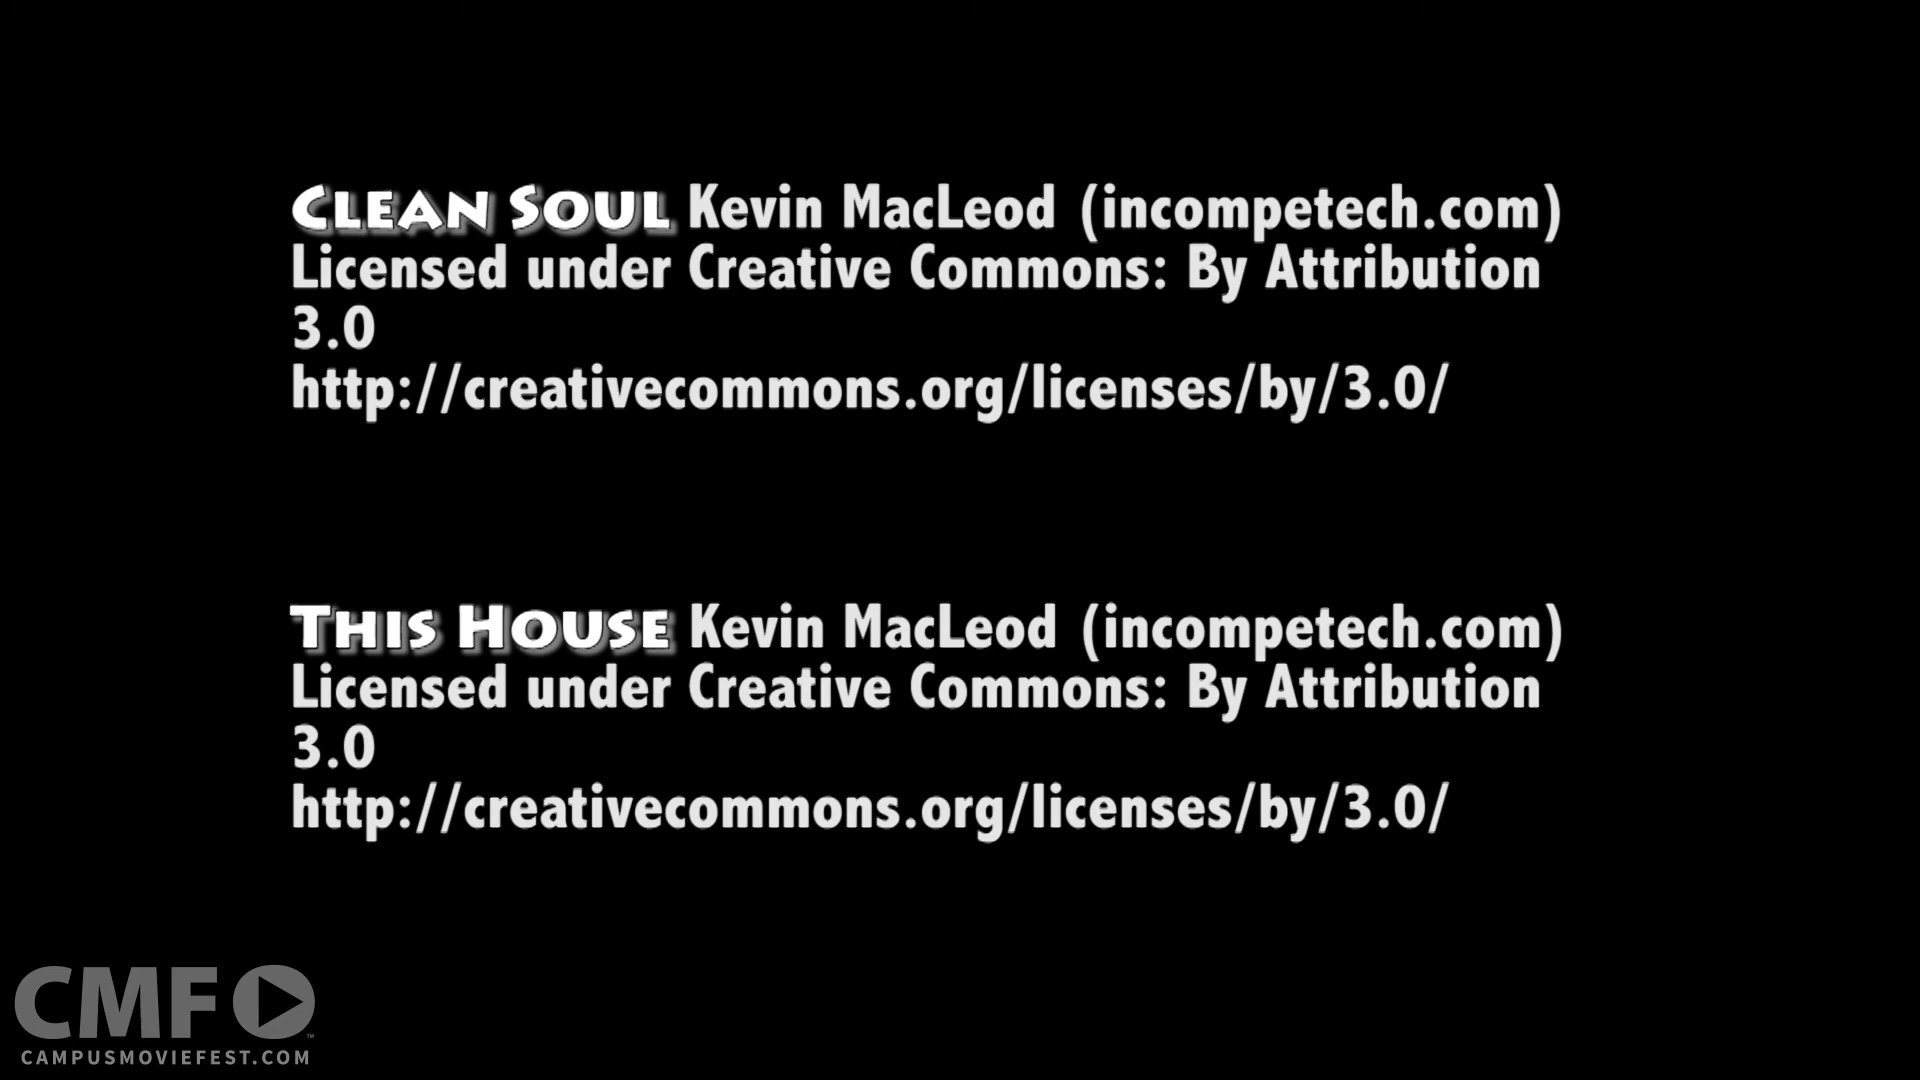 Clean Soul Kevin MacLeod (incompetech.com)
Licensed under Creative Commons: By Attribution
3.0
http://creativecommons.org/licenses/by/3.0/
This House Kevin MacLeod (incompetech.com)
Licensed under Creative Commons: By Attribution
3.0
http://creativecommons.org/licenses/by/3.0/
CMF ™
CAMPUSMOVIEFEST.COM